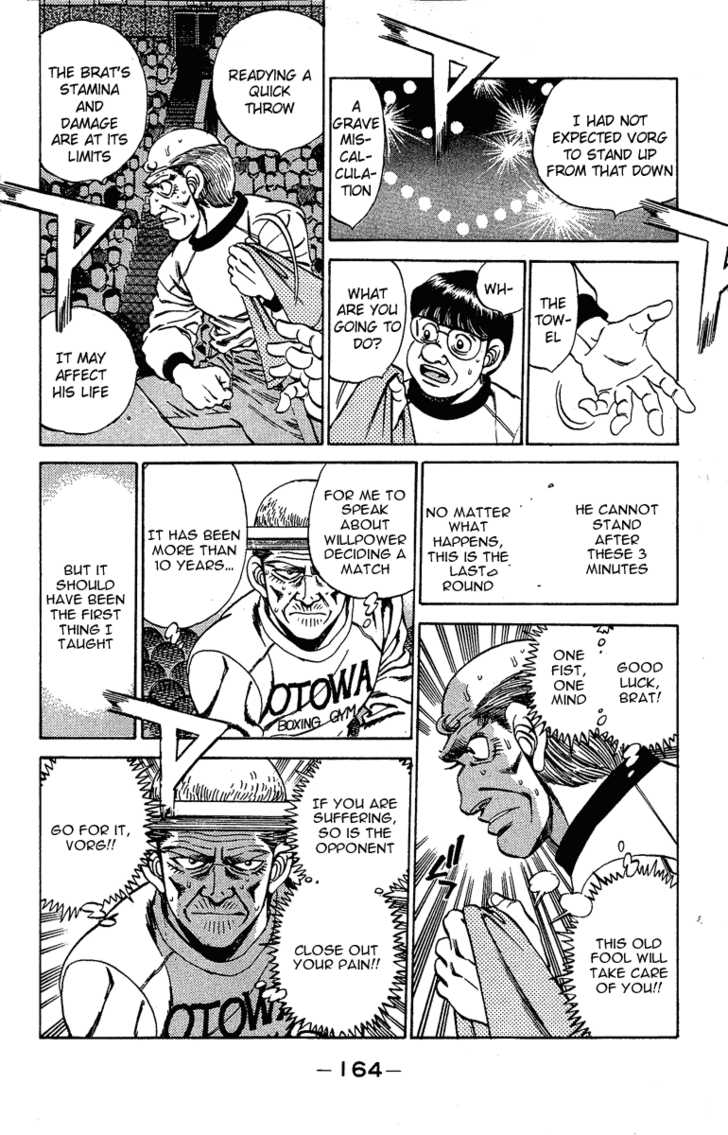 I HAD NOT
EXPECTED VORG
TO STAND UP
FROM THAT DOWN
A
GRAVE
MIS-
CAL-
CULA-
TION
READYING A
QUICK
THROW
THE BRAT'S
STAMINA
AND
DAMAGE
ARE AT ITS
LIMITS
IT MAY
AFFECT
HIS LIFE
THE
TOW-
EL
WH-
WHAT
ARE YOU
GOING TO
DO?
HE CANNOT
STAND
AFTER
THESE 3
MINUTES
NO MATTER
WHAT
HAPPENS,
THIS IS THE
LAST
ROUND
FOR ME TO
SPEAK
ABOUT
WILLPOWER
DECIDING A
MATCH
IT HAS BEEN
MORE THAN
10 YEARS...
OTOWA
BOXING GYM
BUT IT
SHOULD
HAVE BEEN
THE FIRST
THING I
TAUGHT
GOOD
LUCK,
BRAT!
ONE
FIST,
ONE
MIND
THIS OLD
FOOL WILL
TAKE CARE
OF YOU!!
IF YOU ARE
SUFFERING,
SO IS THE
OPPONENT
CLOSE OUT
YOUR PAIN!!
GO FOR IT,
VORG!!
OTOW
-164-